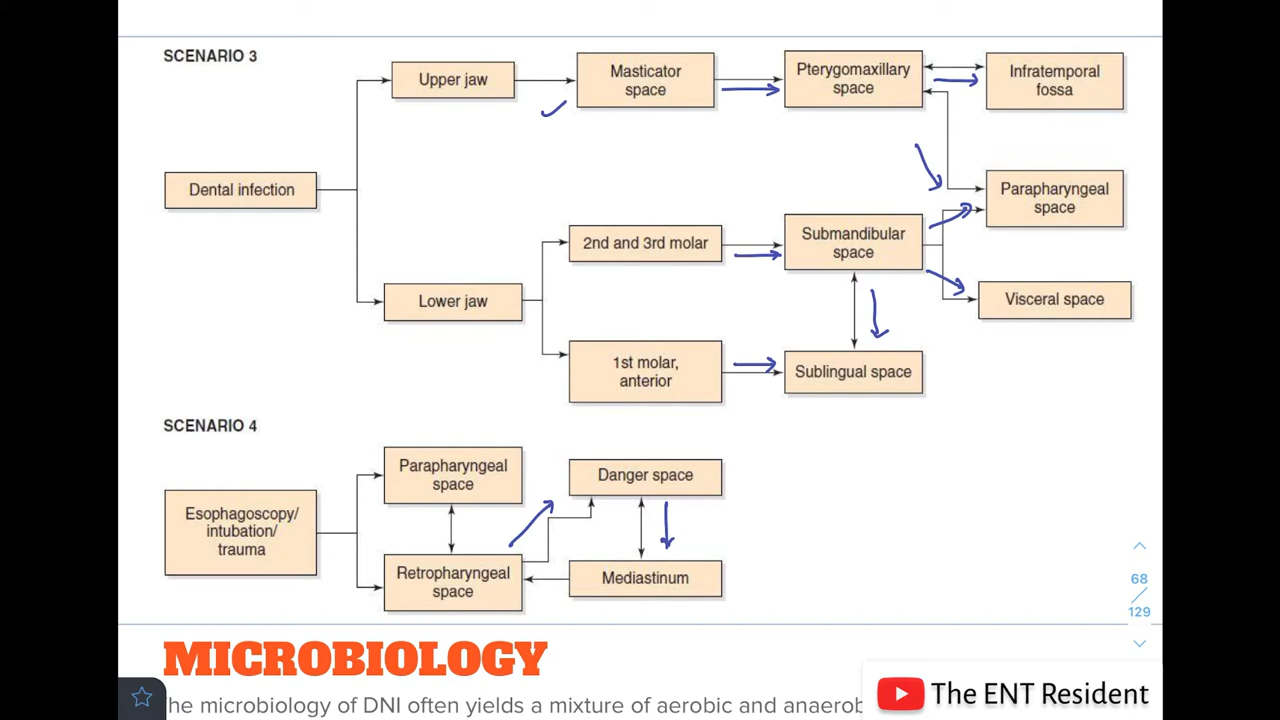 SCENARIO 3
Upper jaw
Masticator
space
Pterygomaxillary
space
Infratemporal
fossa
Dental infection
Parapharyngeal
space
2nd and 3rd molar
Submandibular
space
Lower jaw
Visceral space
1st molar,
anterior
Sublingual space
SCENARIO 4
Parapharyngeal
space
Danger space
Esophagoscopy/
intubation/
trauma
Retropharyngeal
space
Mediastinum
68
129
MICROBIOLOGY
he microbiology of DNI often yields a mixture of aerobic and anaerob
The ENT Resident